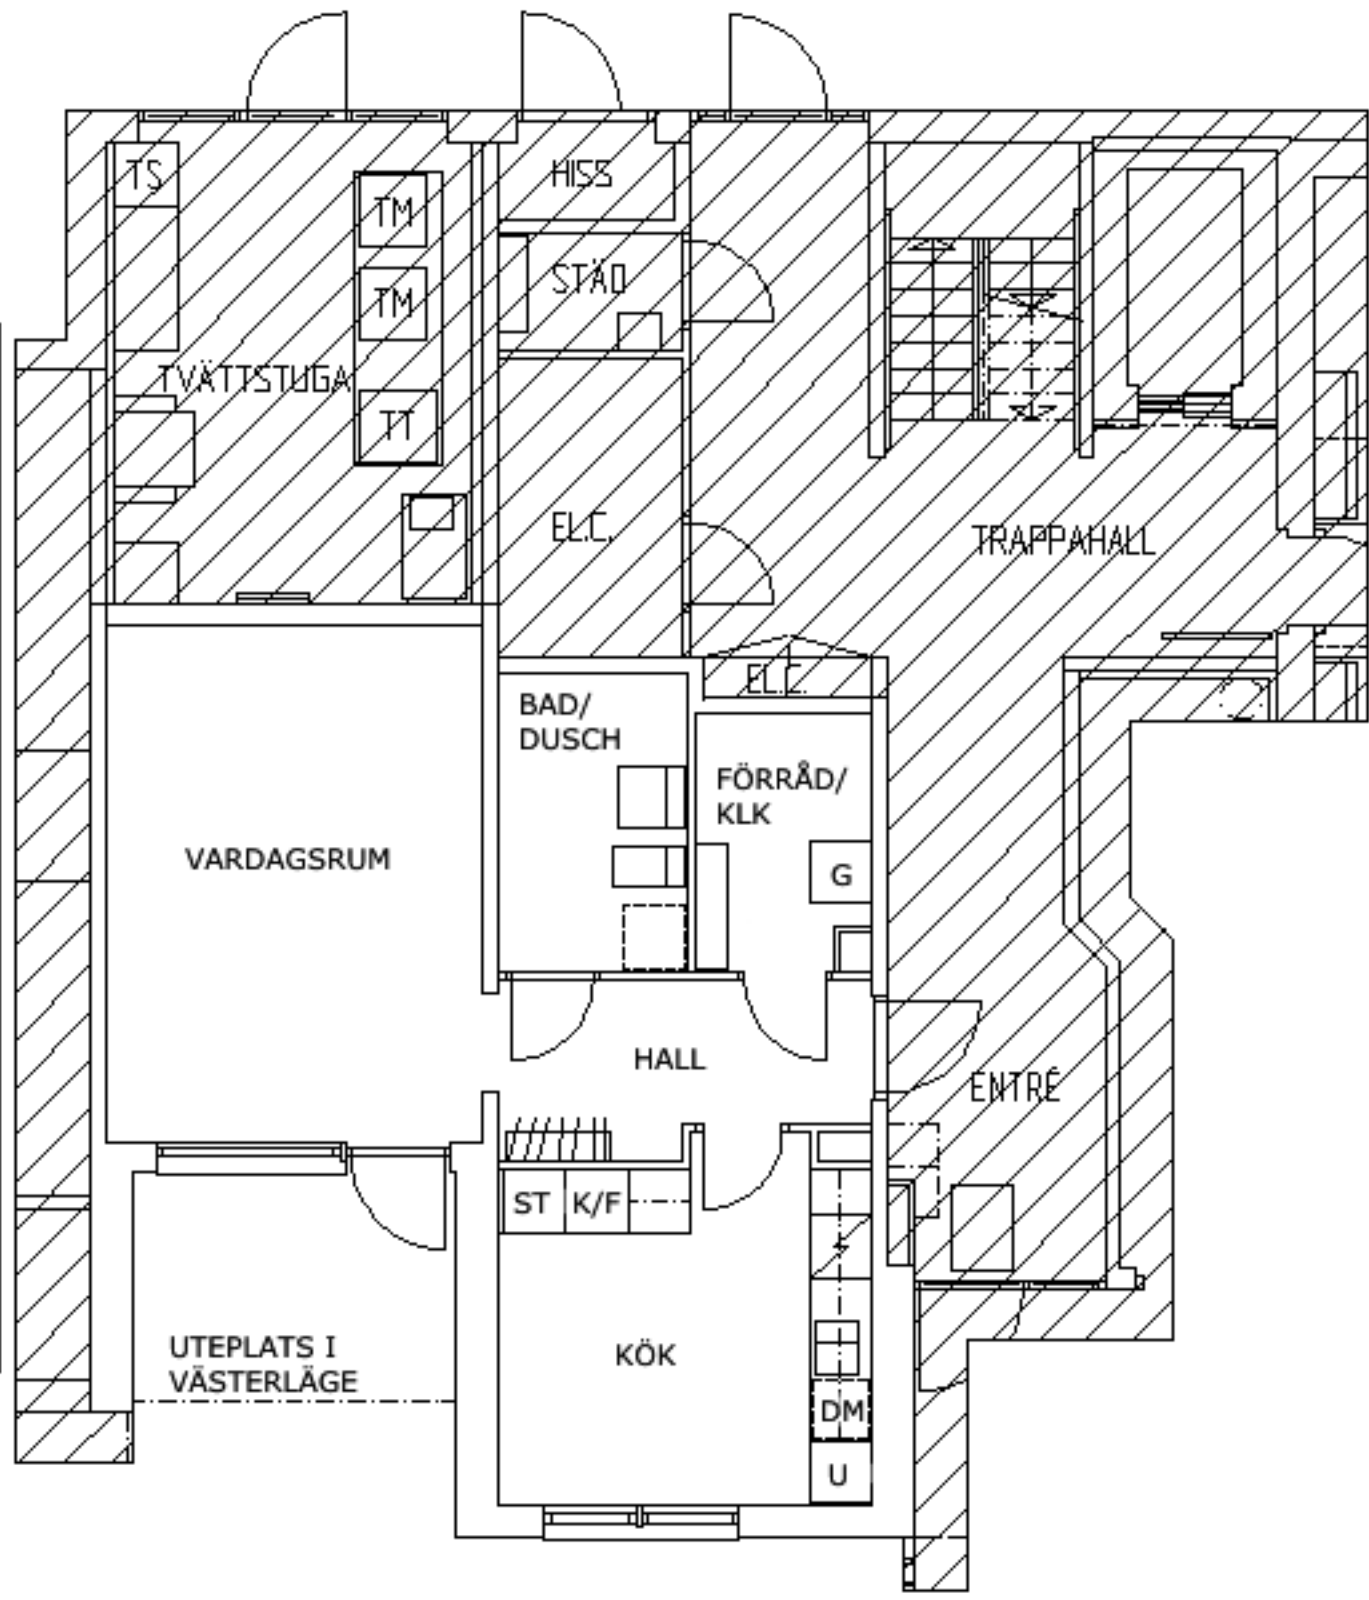 TS
TM
HISS
STÄD
TM
TVÄTTSTUGA
TT
EL.C.
TRAPPAHALL
EL.C.
BAD/
DUSCH
FÖRRÅD/
KLK
VARDAGSRUM
G
HALL
ENTRÉ
ST K/F
UTEPLATS I
VÄSTERLÄGE
KÖK
DM
U